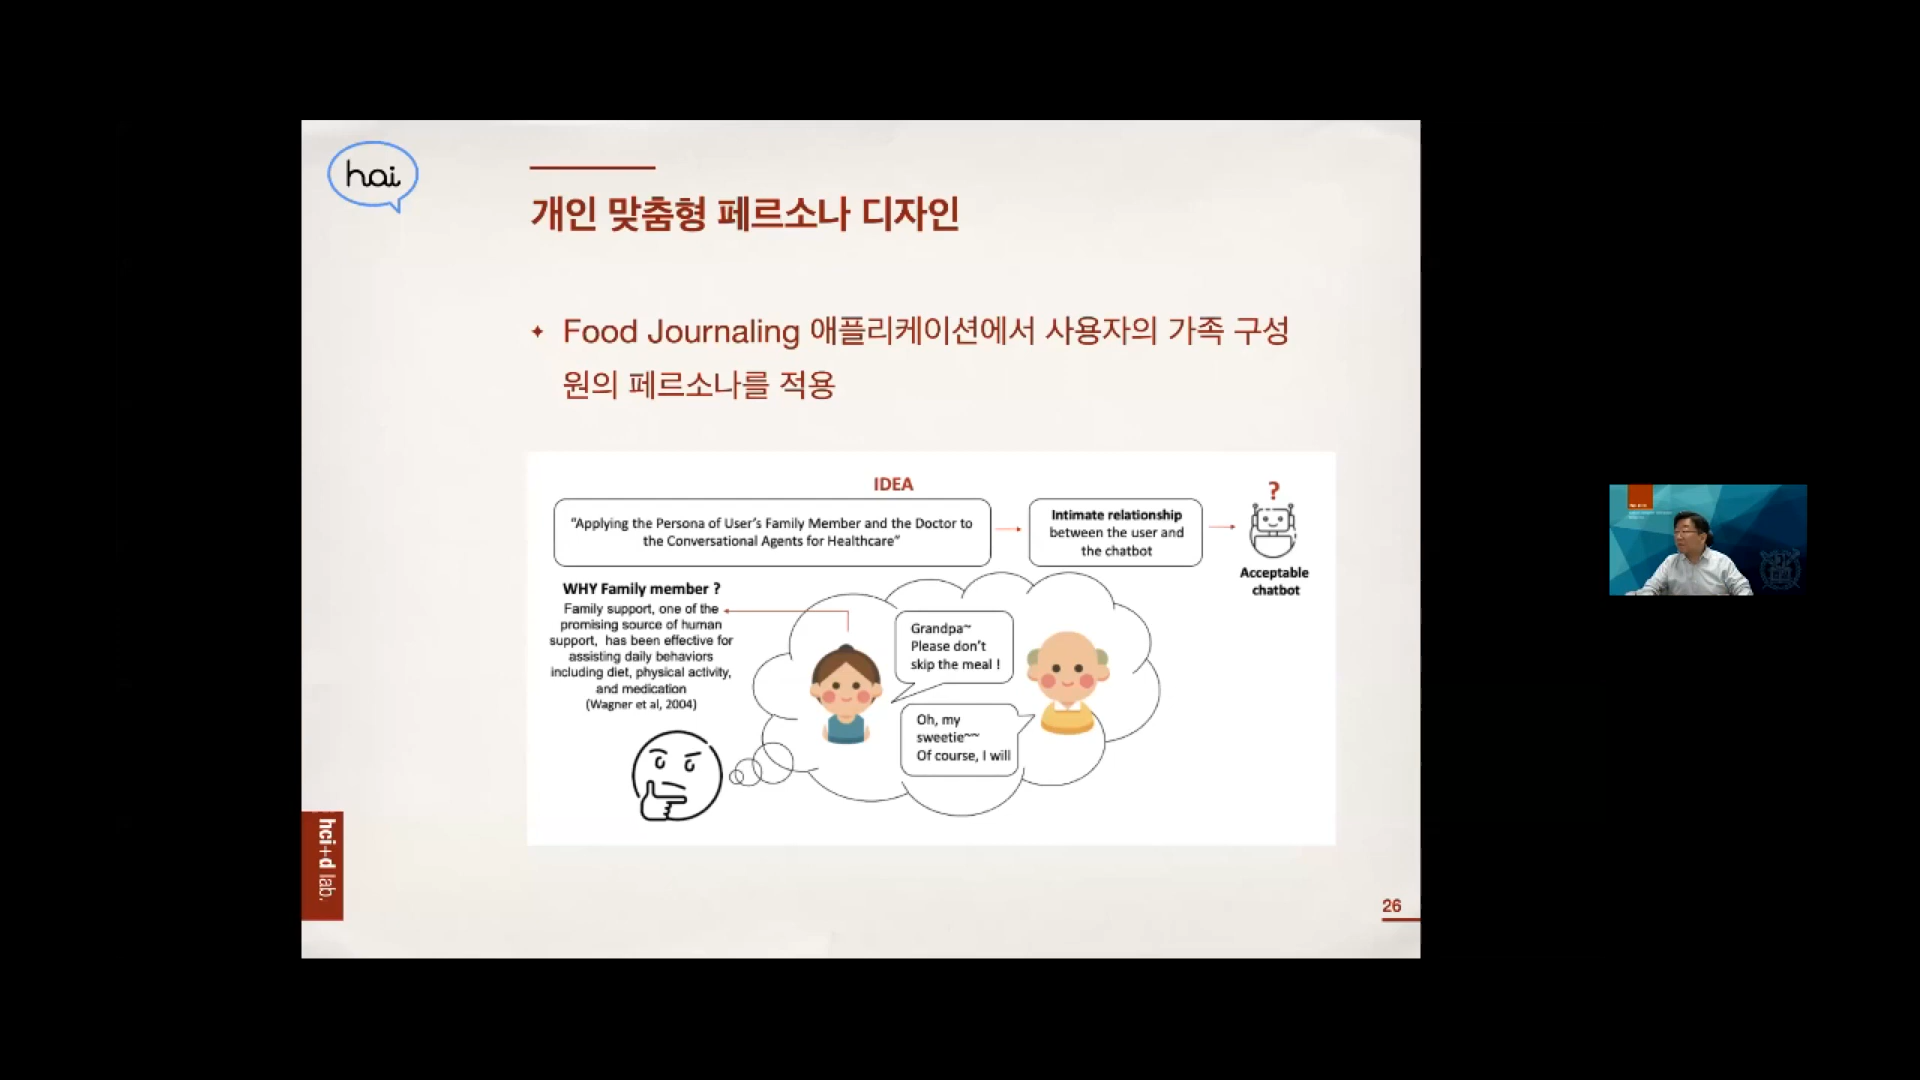 hai
개인 맞춤형 페르소나 디자인
✦ Food Journaling 애플리케이션에서 사용자의 가족 구성
원의 페르소나를 적용
IDEA
"Applying the Persona of User's Family Member and the Doctor to
the Conversational Agents for Healthcare"
Intimate relationship
between the user and
the chatbot
?
Acceptable
chatbot
WHY Family member ?
Family support, one of the
promising source of human
support, has been effective for
assisting daily behaviors
including diet, physical activity,
and medication
(Wagner et al, 2004)
Grandpa~
Please don't
skip the meal !
Oh, my
sweetie~~
Of course, I will
hci+d lab.
26